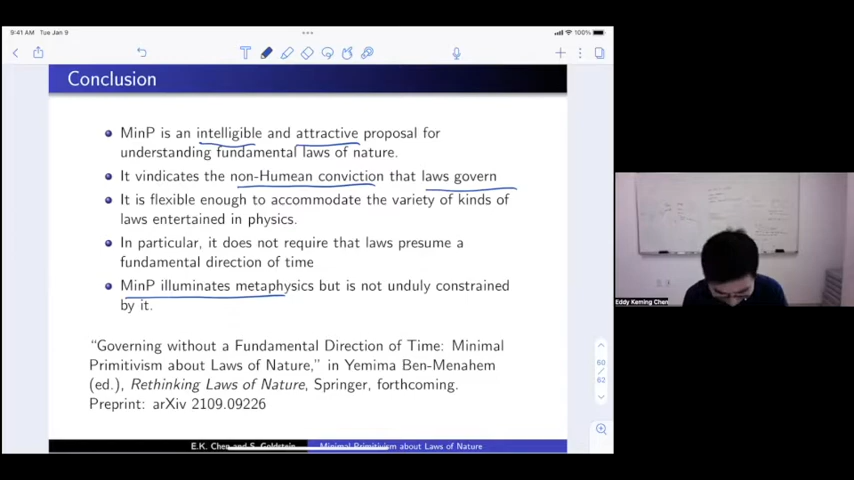 9:41 AM Tue Jan 9
100%
Conclusion
MinP is an intelligible and attractive proposal for
understanding fundamental laws of nature.
It vindicates the non-Humean conviction that laws govern
It is flexible enough to accommodate the variety of kinds of
laws entertained in physics.
In particular, it does not require that laws presume a
fundamental direction of time
MinP illuminates metaphysics but is not unduly constrained
by it.
"Governing without a Fundamental Direction of Time: Minimal
Primitivism about Laws of Nature," in Yemima Ben-Menahem
(ed.), Rethinking Laws of Nature, Springer, forthcoming.
Preprint: arXiv 2109.09226
60
/
62
E.K. Chen and S. Goldstein
Minimal Primitivism about Laws of Nature
Eddy Keming Chen